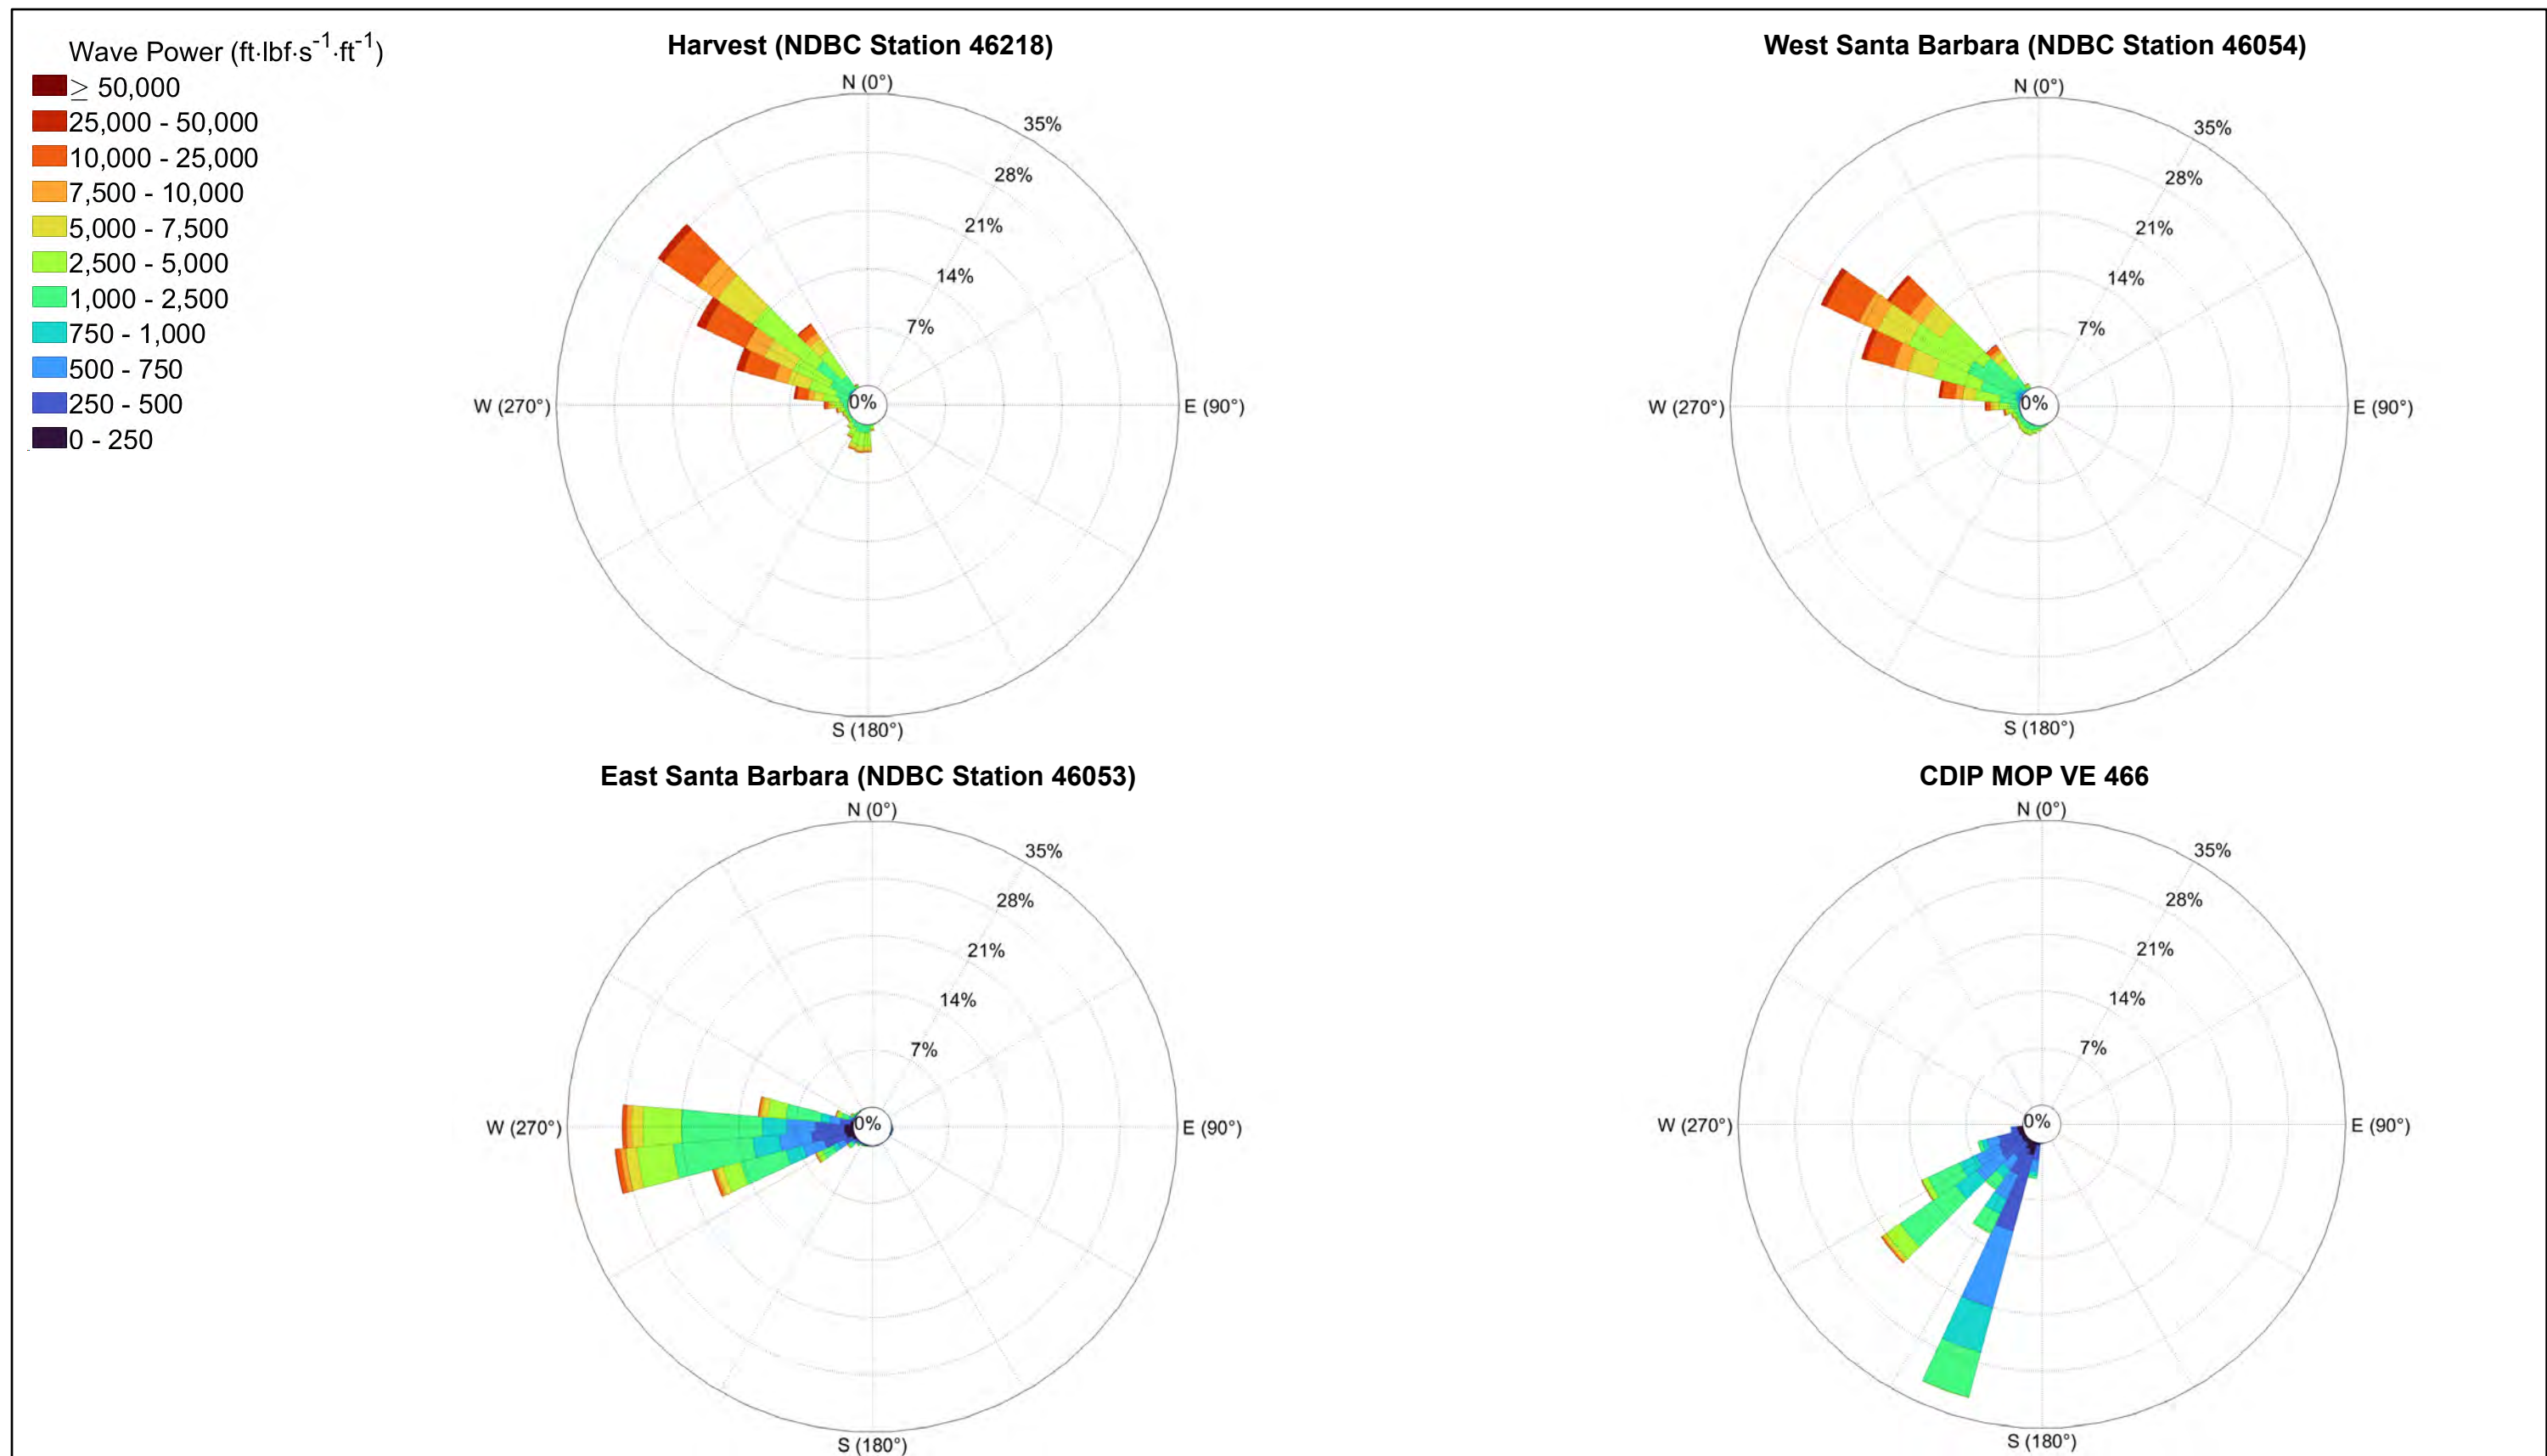 Wave Power (ft·lbf·s⁻¹·ft⁻¹)
≥ 50,000
25,000 - 50,000
10,000 - 25,000
7,500 - 10,000
5,000 - 7,500
2,500 - 5,000
1,000 - 2,500
750 - 1,000
500 - 750
250 - 500
0 - 250
Harvest (NDBC Station 46218)
N (0°)
35%
28%
21%
14%
7%
0%
W (270°)
E (90°)
S (180°)
West Santa Barbara (NDBC Station 46054)
N (0°)
35%
28%
21%
14%
7%
0%
W (270°)
E (90°)
S (180°)
East Santa Barbara (NDBC Station 46053)
N (0°)
35%
28%
21%
14%
7%
0%
W (270°)
E (90°)
S (180°)
CDIP MOP VE 466
N (0°)
35%
28%
21%
14%
7%
0%
W (270°)
E (90°)
S (180°)